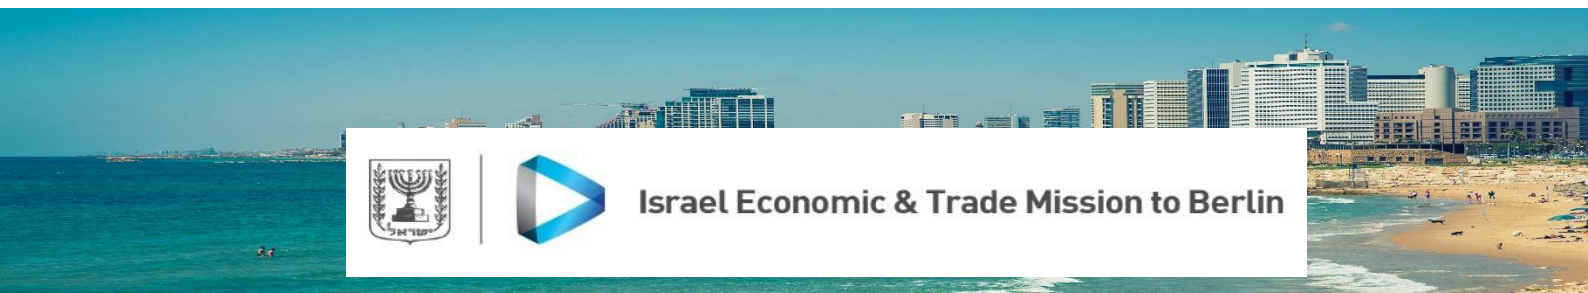 ישראל
Israel Economic & Trade Mission to Berlin